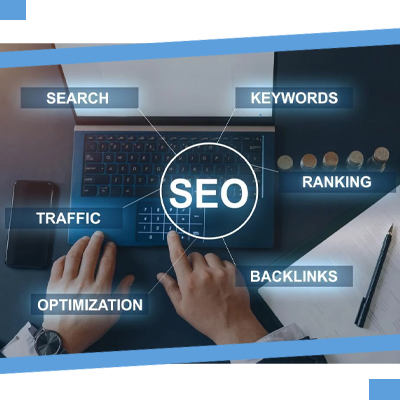 SEARCH
KEYWORDS
SEO
RANKING
TRAFFIC
BACKLINKS
OPTIMIZATION